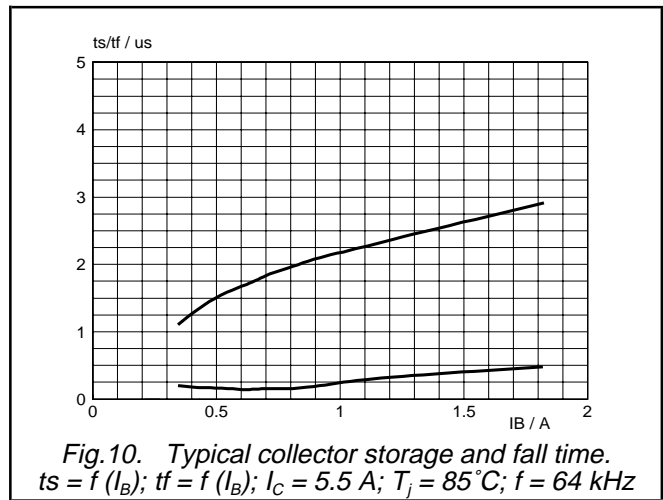 ts/tf / us
5
4
3
2
1
0
0 0.5 1 1.5 2
IB / A
Fig.10. Typical collector storage and fall time.
ts = f (IB); tf = f (IB); IC = 5.5 A; Tj = 85˚C; f = 64 kHz